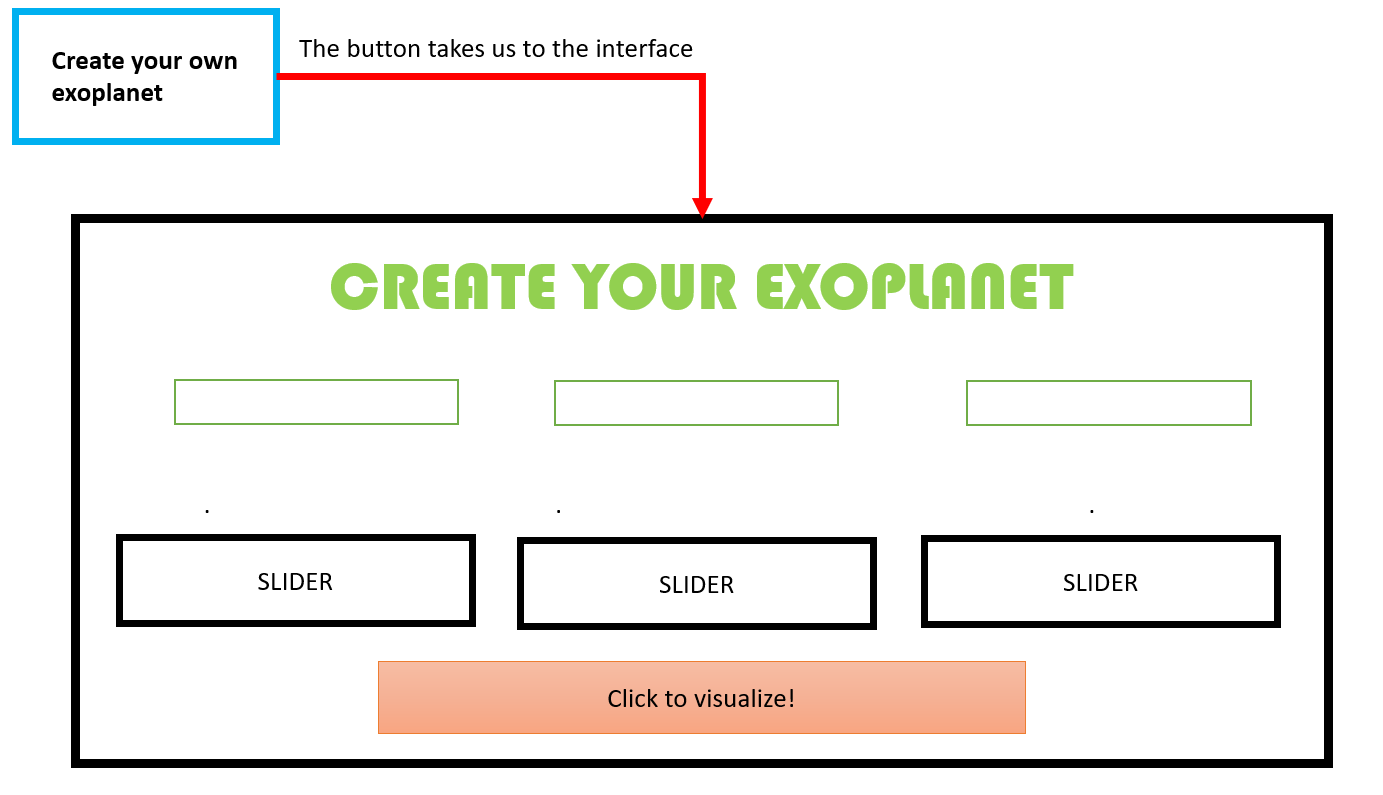 Create your own
exoplanet
The button takes us to the interface
CREATE YOUR EXOPLANET
. . .
SLIDER SLIDER SLIDER
Click to visualize!